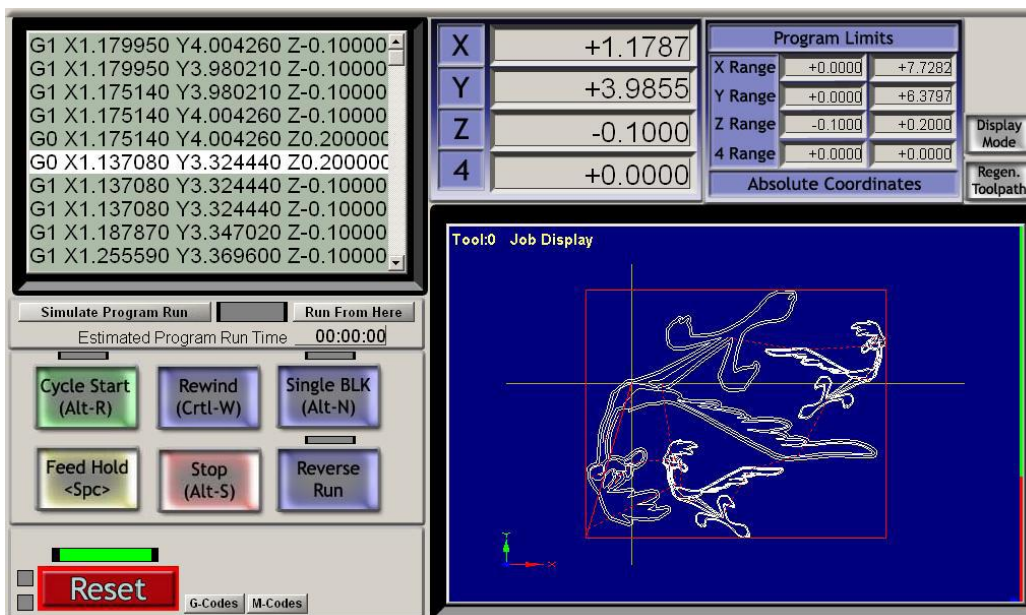 G1 X1.179950 Y4.004260 Z-0.10000
G1 X1.179950 Y3.980210 Z-0.10000
G1 X1.175140 Y3.980210 Z-0.10000
G1 X1.175140 Y4.004260 Z-0.10000
G0 X1.175140 Y4.004260 Z0.200000
G0 X1.137080 Y3.324440 Z0.200000
G1 X1.137080 Y3.324440 Z-0.10000
G1 X1.137080 Y3.324440 Z-0.10000
G1 X1.187870 Y3.347020 Z-0.10000
G1 X1.255590 Y3.369600 Z-0.10000
X +1.1787
Y +3.9855
Z -0.1000
4 +0.0000
Program Limits
X Range +0.0000 +7.7282
Y Range +0.0000 +6.3797
Z Range -0.1000 +0.2000
4 Range +0.0000 +0.0000
Absolute Coordinates
Display
Mode
Regen.
Toolpath
Simulate Program Run Run From Here
Estimated Program Run Time 00:00:00
Cycle Start
(Alt-R)
Rewind
(Crtl-W)
Single BLK
(Alt-N)
Feed Hold
<Spc>
Stop
(Alt-S)
Reverse
Run
Reset
G-Codes M-Codes
Tool:0 Job Display
Y
X